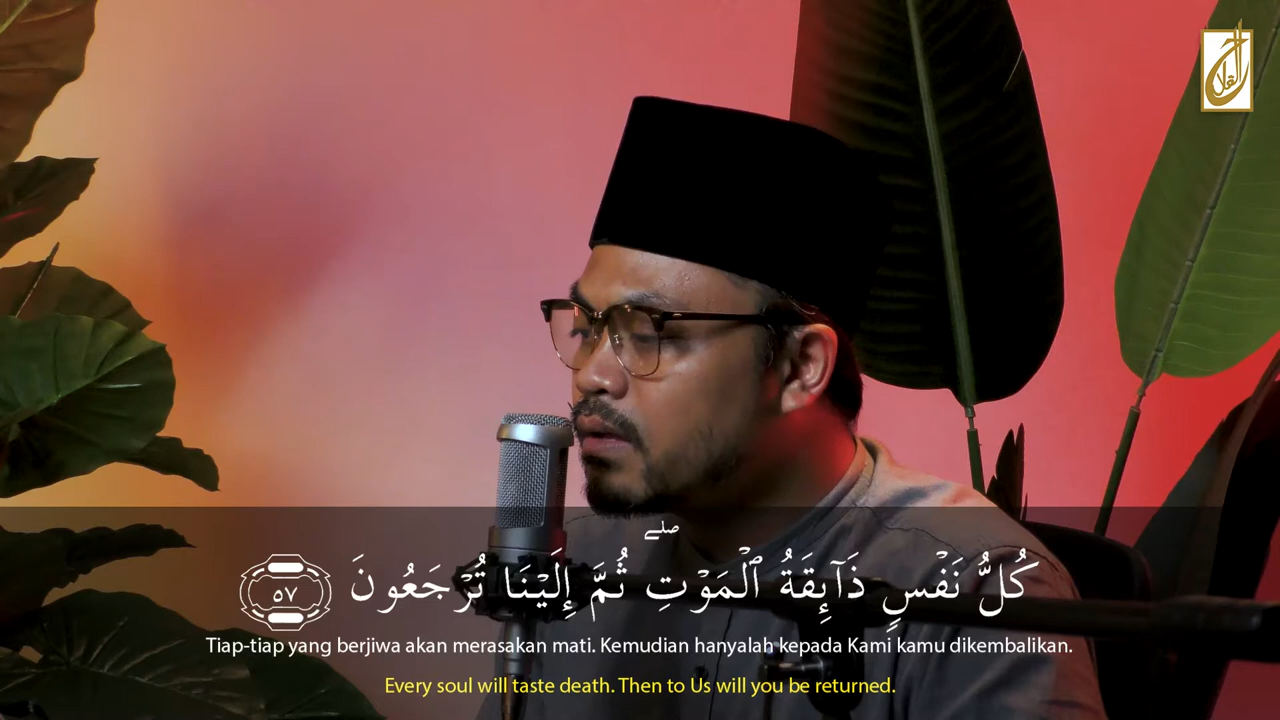 كُلُّ نَفْسٍ ذَآئِقَةُ ٱلْمَوْتِ ۖ ثُمَّ إِلَيْنَا تُرْجَعُونَ ٥٧
Tiap-tiap yang berjiwa akan merasakan mati. Kemudian hanyalah kepada Kami kamu dikembalikan.
Every soul will taste death. Then to Us will you be returned.